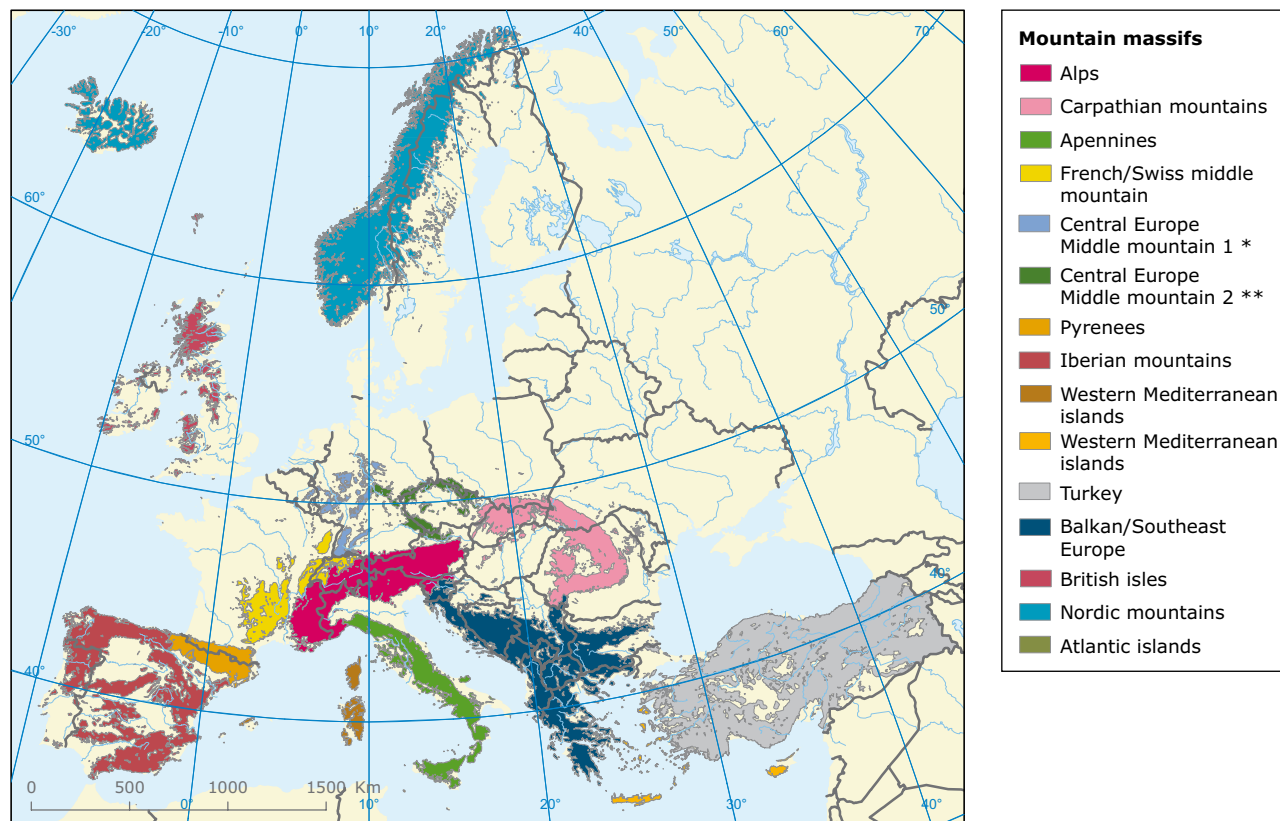 -30°
-20°
-10°
0°
10°
20°
30°
40°
60°
70°
60°
50°
50°
40°
40°
0
500
1000
1500 Km
0°
10°
20°
30°
40°
Mountain massifs
Alps
Carpathian mountains
Apennines
French/Swiss middle
mountain
Central Europe
Middle mountain 1 *
Central Europe
Middle mountain 2 **
Pyrenees
Iberian mountains
Western Mediterranean
islands
Western Mediterranean
islands
Turkey
Balkan/Southeast
Europe
British isles
Nordic mountains
Atlantic islands